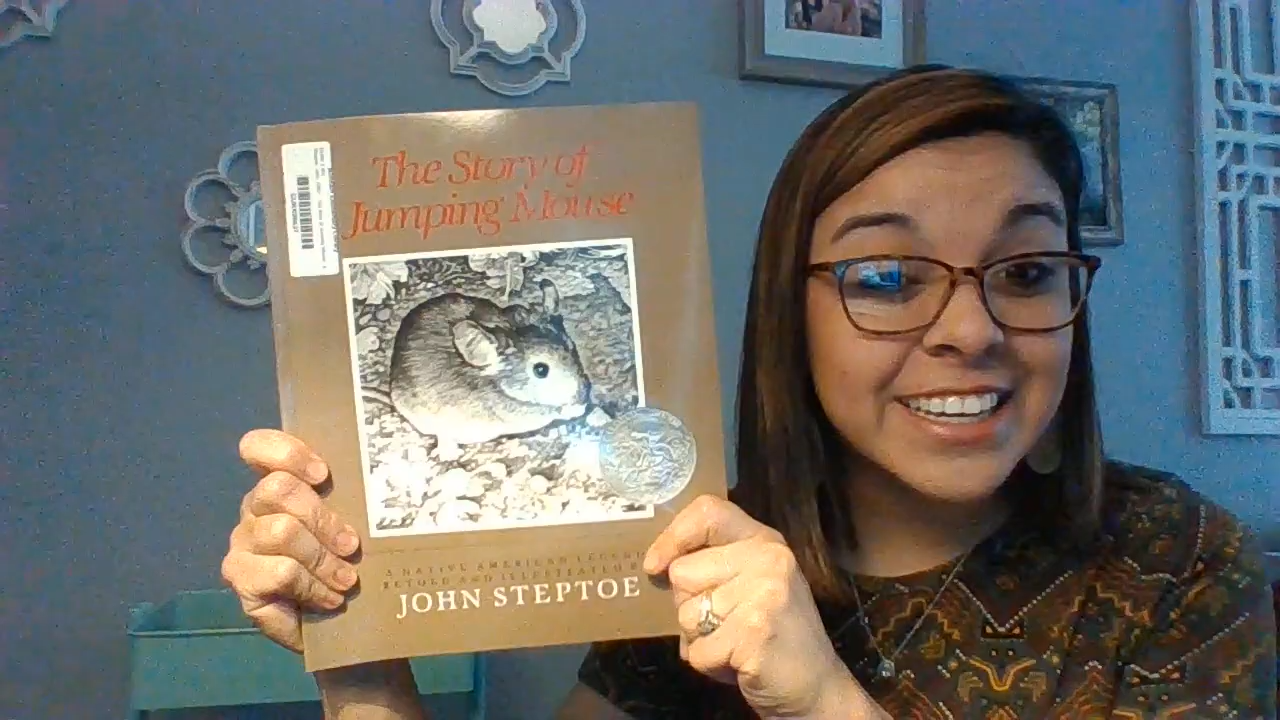 The Story of
Jumping Mouse
A NATIVE AMERICAN LEGEND
RETOLD AND ILLUSTRATED BY
JOHN STEPTOE